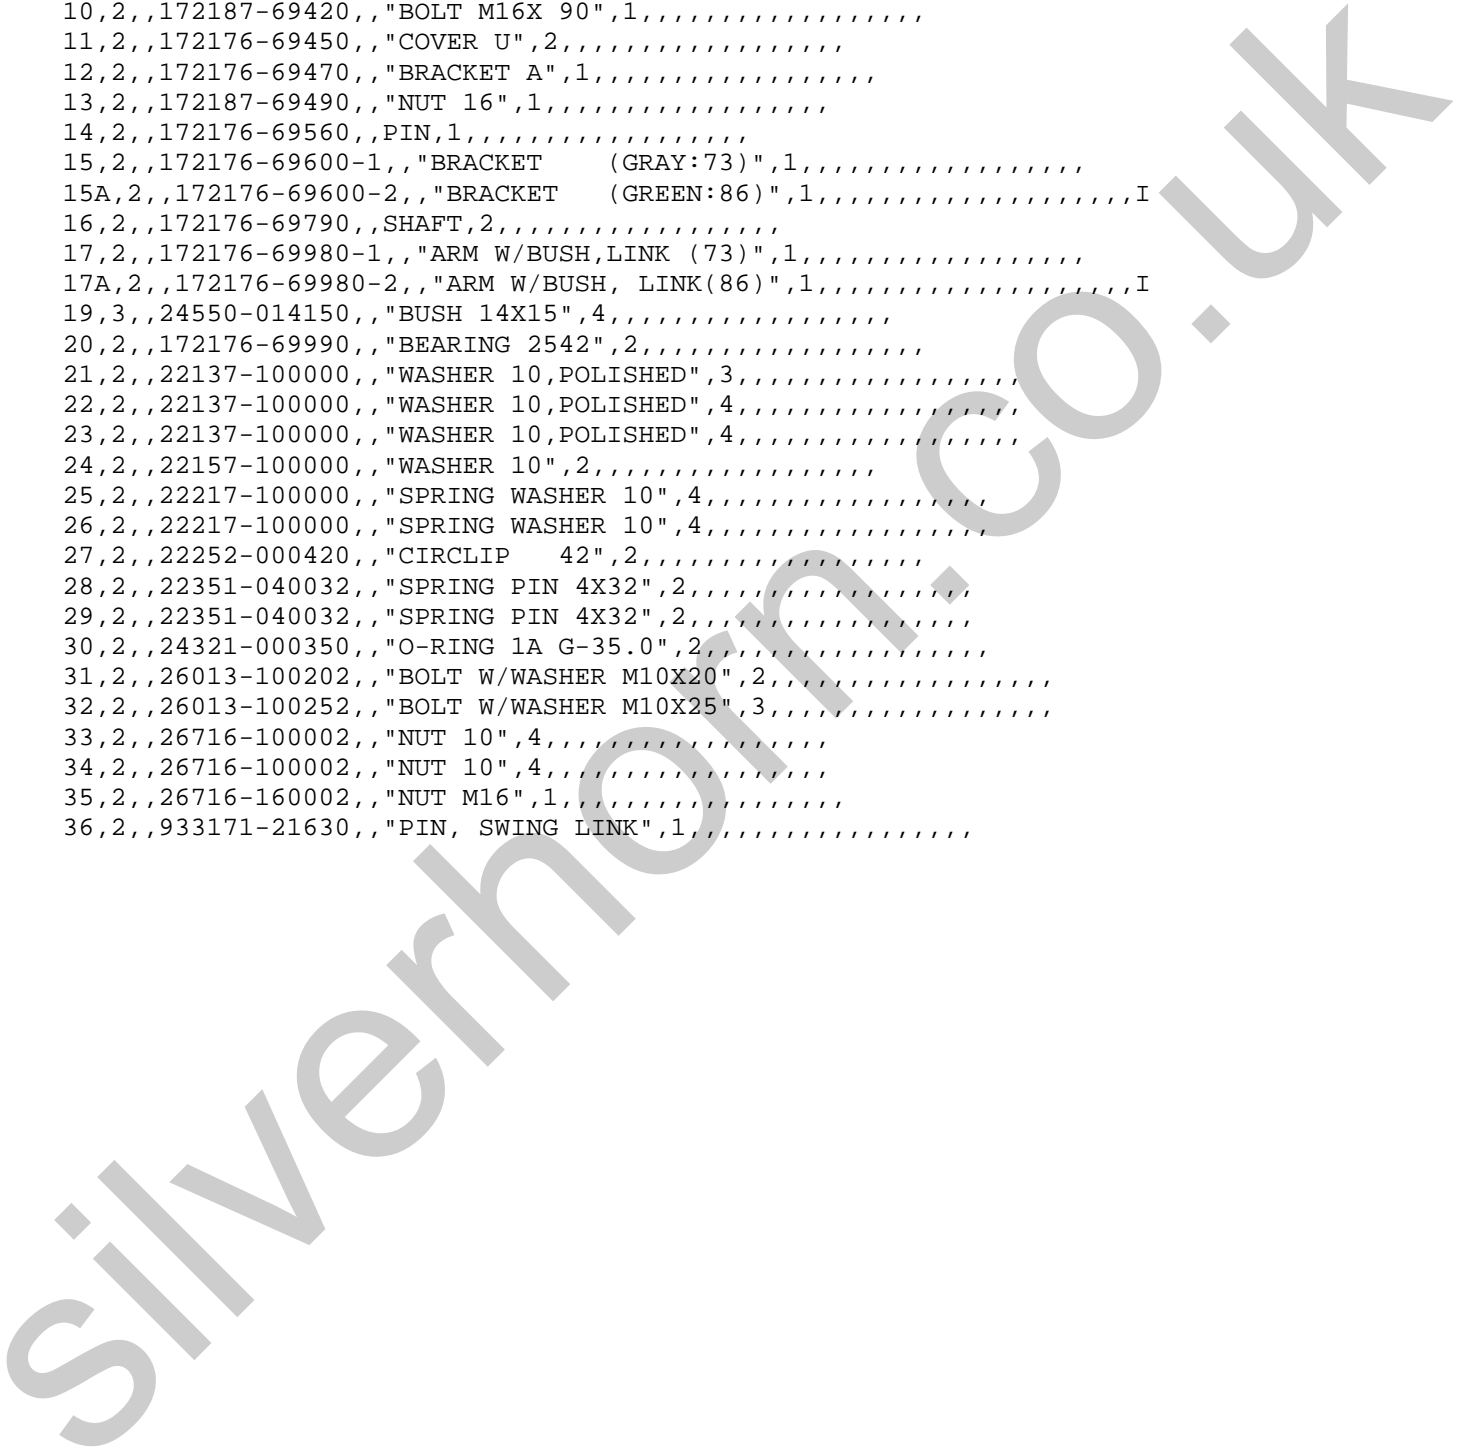 10,2,,172187-69420,,"BOLT M16X 90",1,,,,,,,,,,,,,,,,,,
11,2,,172176-69450,,"COVER U",2,,,,,,,,,,,,,,,,,,
12,2,,172176-69470,,"BRACKET A",1,,,,,,,,,,,,,,,,,,
13,2,,172187-69490,,"NUT 16",1,,,,,,,,,,,,,,,,,,
14,2,,172176-69560,,PIN,1,,,,,,,,,,,,,,,,,,
15,2,,172176-69600-1,,"BRACKET   (GRAY:73)",1,,,,,,,,,,,,,,,,,,
15A,2,,172176-69600-2,,"BRACKET   (GREEN:86)",1,,,,,,,,,,,,,,,,,,,,I
16,2,,172176-69790,,SHAFT,2,,,,,,,,,,,,,,,,,,
17,2,,172176-69980-1,,"ARM W/BUSH,LINK (73)",1,,,,,,,,,,,,,,,,,,
17A,2,,172176-69980-2,,"ARM W/BUSH, LINK(86)",1,,,,,,,,,,,,,,,,,,,,I
19,3,,24550-014150,,"BUSH 14X15",4,,,,,,,,,,,,,,,,,,
20,2,,172176-69990,,"BEARING 2542",2,,,,,,,,,,,,,,,,,,
21,2,,22137-100000,,"WASHER 10,POLISHED",3,,,,,,,,,,,,,,,,,,
22,2,,22137-100000,,"WASHER 10,POLISHED",4,,,,,,,,,,,,,,,,,,
23,2,,22137-100000,,"WASHER 10,POLISHED",4,,,,,,,,,,,,,,,,,,
24,2,,22157-100000,,"WASHER 10",2,,,,,,,,,,,,,,,,,,
25,2,,22217-100000,,"SPRING WASHER 10",4,,,,,,,,,,,,,,,,,,
26,2,,22217-100000,,"SPRING WASHER 10",4,,,,,,,,,,,,,,,,,,
27,2,,22252-000420,,"CIRCLIP   42",2,,,,,,,,,,,,,,,,,,
28,2,,22351-040032,,"SPRING PIN 4X32",2,,,,,,,,,,,,,,,,,,
29,2,,22351-040032,,"SPRING PIN 4X32",2,,,,,,,,,,,,,,,,,,
30,2,,24321-000350,,"O-RING 1A G-35.0",2,,,,,,,,,,,,,,,,,,
31,2,,26013-100202,,"BOLT W/WASHER M10X20",2,,,,,,,,,,,,,,,,,,
32,2,,26013-100252,,"BOLT W/WASHER M10X25",3,,,,,,,,,,,,,,,,,,
33,2,,26716-100002,,"NUT 10",4,,,,,,,,,,,,,,,,,,
34,2,,26716-100002,,"NUT 10",4,,,,,,,,,,,,,,,,,,
35,2,,26716-160002,,"NUT M16",1,,,,,,,,,,,,,,,,,,
36,2,,933171-21630,,"PIN, SWING LINK",1,,,,,,,,,,,,,,,,,,
silverhorn.co.uk